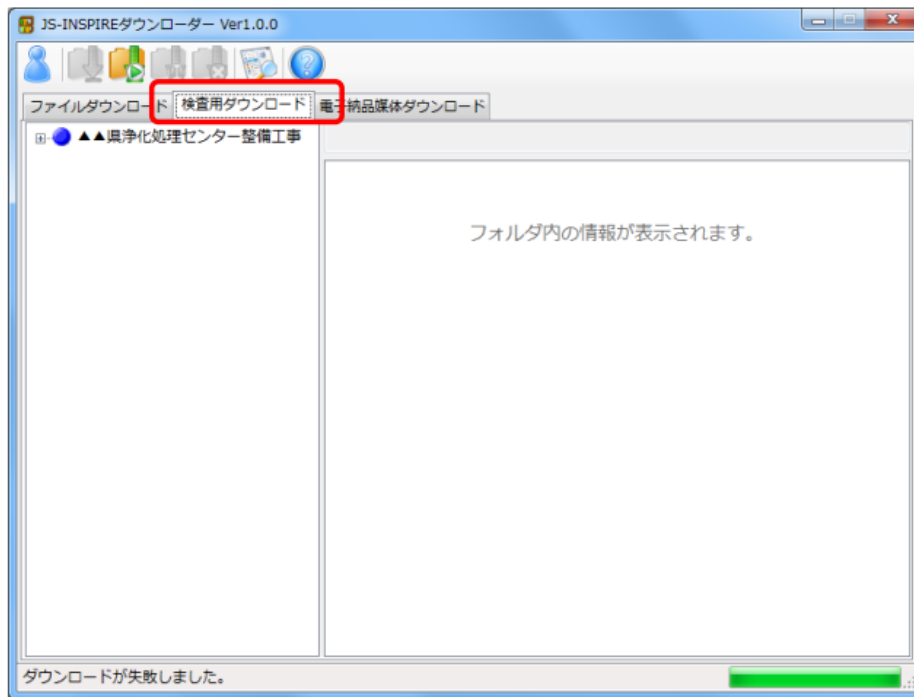 JS-INSPIREダウンローダー Ver1.0.0
ファイルダウンロード 検査用ダウンロード 電子納品媒体ダウンロード
▲▲県浄化処理センター整備工事
フォルダ内の情報が表示されます。
ダウンロードが失敗しました。